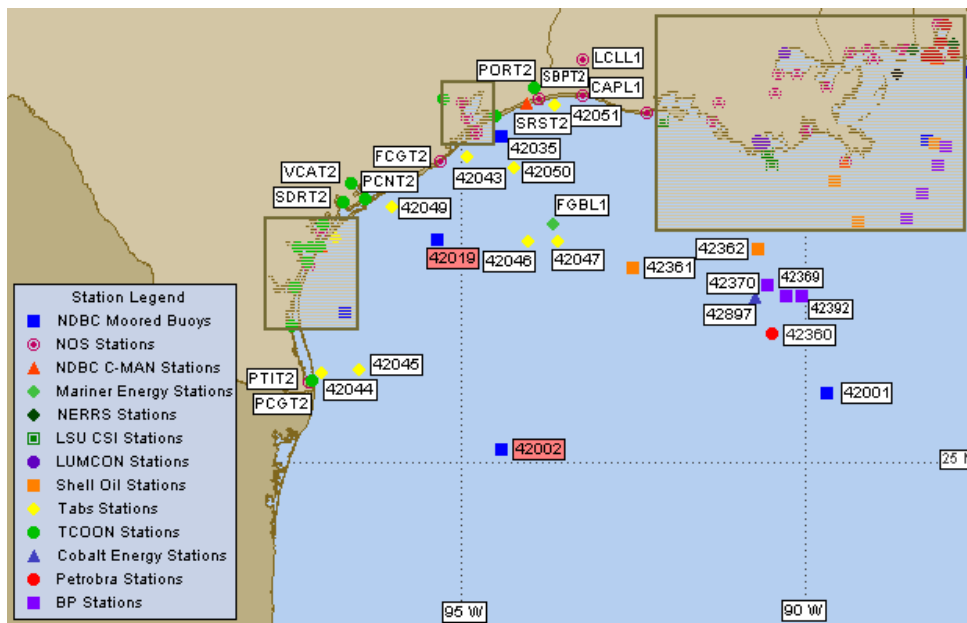 LCLL1
PORT2
SBPT2
CAPL1
SRST2
42051
FCGT2
42035
VCAT2
PCNT2
42043
42050
SDRT2
42049
FGBL1
42019
42046
42047
42362
42361
42370
42369
42897
42392
42360
PTIT2
42045
42044
PCGT2
42001
42002
25 N
95 W
90 W
Station Legend
NDBC Moored Buoys
NOS Stations
NDBC C-MAN Stations
Mariner Energy Stations
NERRS Stations
LSU CSI Stations
LUMCON Stations
Shell Oil Stations
Tabs Stations
TCOON Stations
Cobalt Energy Stations
Petrobra Stations
BP Stations